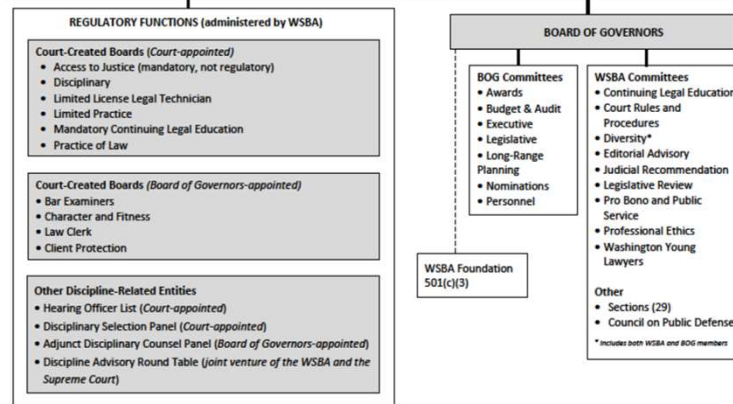 REGULATORY FUNCTIONS (administered by WSBA)
Court-Created Boards (Court-appointed)
• Access to Justice (mandatory, not regulatory)
• Disciplinary
• Limited License Legal Technician
• Limited Practice
• Mandatory Continuing Legal Education
• Practice of Law
Court-Created Boards (Board of Governors-appointed)
• Bar Examiners
• Character and Fitness
• Law Clerk
• Client Protection
Other Discipline-Related Entities
• Hearing Officer List (Court-appointed)
• Disciplinary Selection Panel (Court-appointed)
• Adjunct Disciplinary Counsel Panel (Board of Governors-appointed)
• Discipline Advisory Round Table (joint venture of the WSBA and the
Supreme Court)
BOARD OF GOVERNORS
BOG Committees
• Awards
• Budget & Audit
• Executive
• Legislative
• Long-Range
Planning
• Nominations
• Personnel
WSBA Foundation
501(c)(3)
WSBA Committees
• Continuing Legal Education
• Court Rules and
Procedures
• Diversity*
• Editorial Advisory
• Judicial Recommendation
• Legislative Review
• Pro Bono and Public
Service
• Professional Ethics
• Washington Young
Lawyers
Other
• Sections (29)
• Council on Public Defense
* Includes both WSBA and BOG members